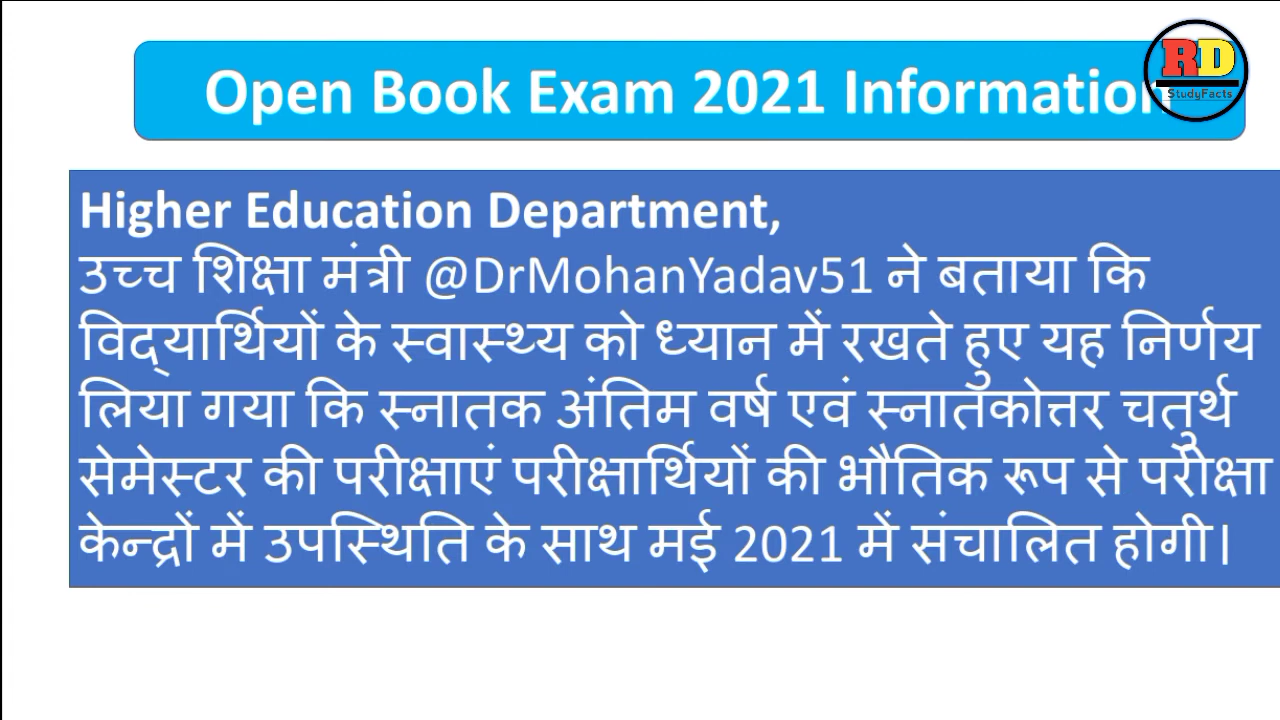 Open Book Exam 2021 Information
RD
StudyFacts
Higher Education Department,
उच्च शिक्षा मंत्री @DrMohanYadav51 ने बताया कि
विद्यार्थियों के स्वास्थ्य को ध्यान में रखते हुए यह निर्णय
लिया गया कि स्नातक अंतिम वर्ष एवं स्नातकोत्तर चतुर्थ
सेमेस्टर की परीक्षाएं परीक्षार्थियों की भौतिक रूप से परीक्षा
केन्द्रों में उपस्थिति के साथ मई 2021 में संचालित होगी।